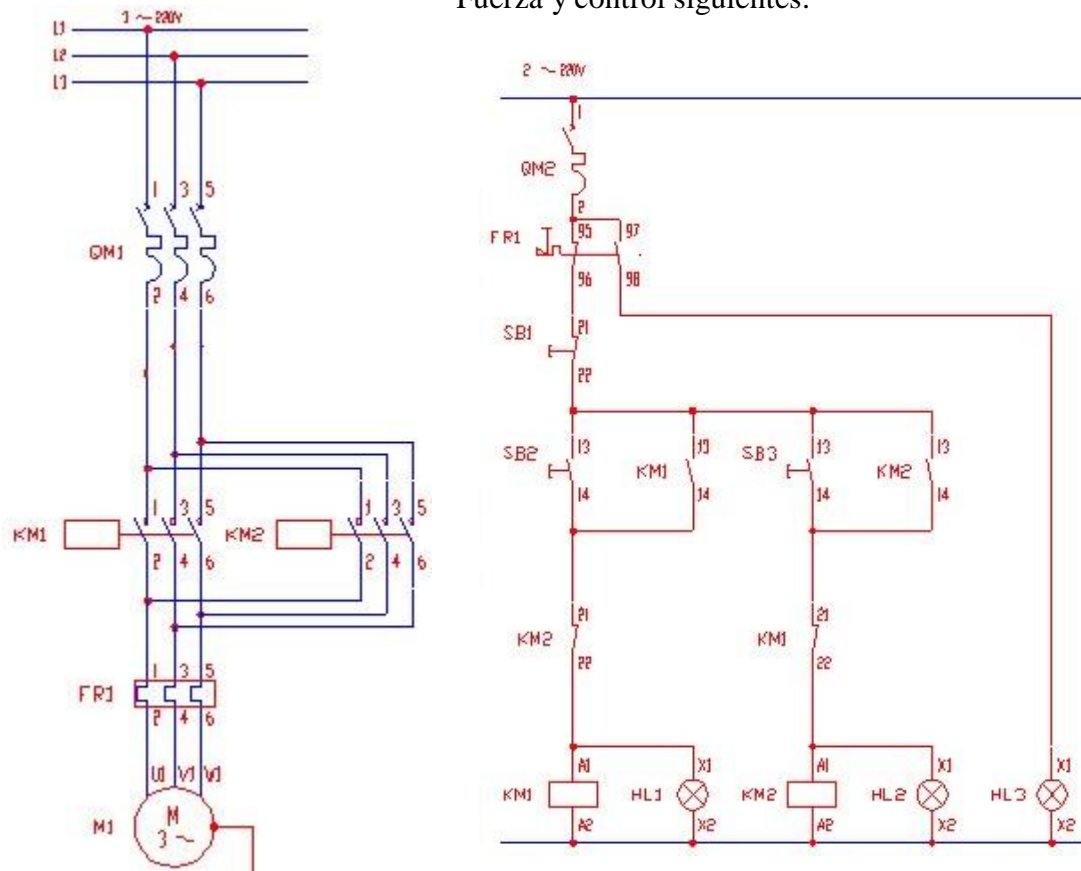 Fuerza y control siguientes:
3 ~ 220V
L1
L2
L3
1 3 5
QM1
2 4 6
1 3 5
KM1
2 4 6
1 3 5
KM2
2 4 6
1 3 5
FR1
2 4 6
U1 V1 W1
M1
M
3 ~
2 ~ 220V
1
QM2
2
FR1
95 97
96 98
SB1
21
22
SB2
13
14
KM1
13
14
SB3
13
14
KM2
13
14
KM2
21
22
KM1
21
22
KM1
A1
A2
HL1
X1
X2
KM2
A1
A2
HL2
X1
X2
HL3
X1
X2